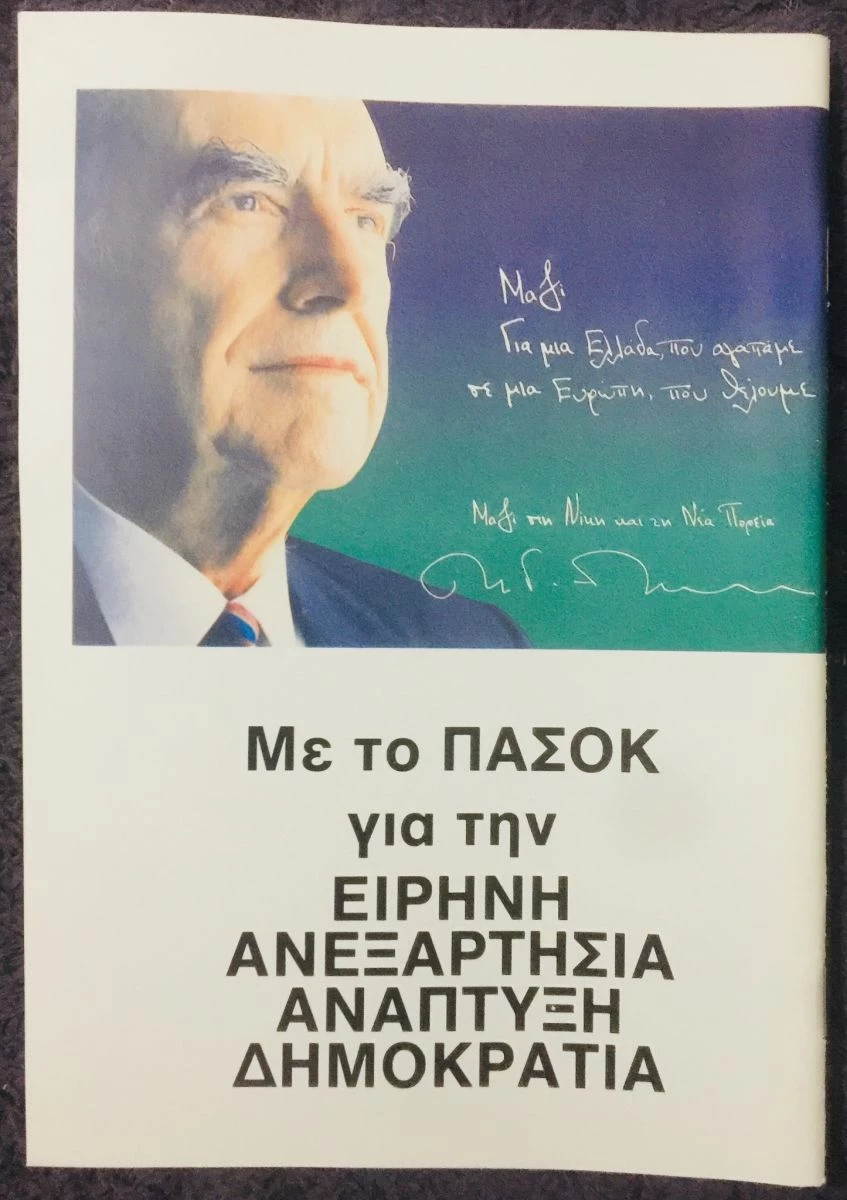 Μαζί
Για μια Ελλάδα, που αγαπάμε
σε μια Ευρώπη, που θέλουμε
Μαζί στη Νίκη και τη Νέα Πορεία
Με το ΠΑΣΟΚ
για την
ΕΙΡΗΝΗ
ΑΝΕΞΑΡΤΗΣΙΑ
ΑΝΑΠΤΥΞΗ
ΔΗΜΟΚΡΑΤΙΑ